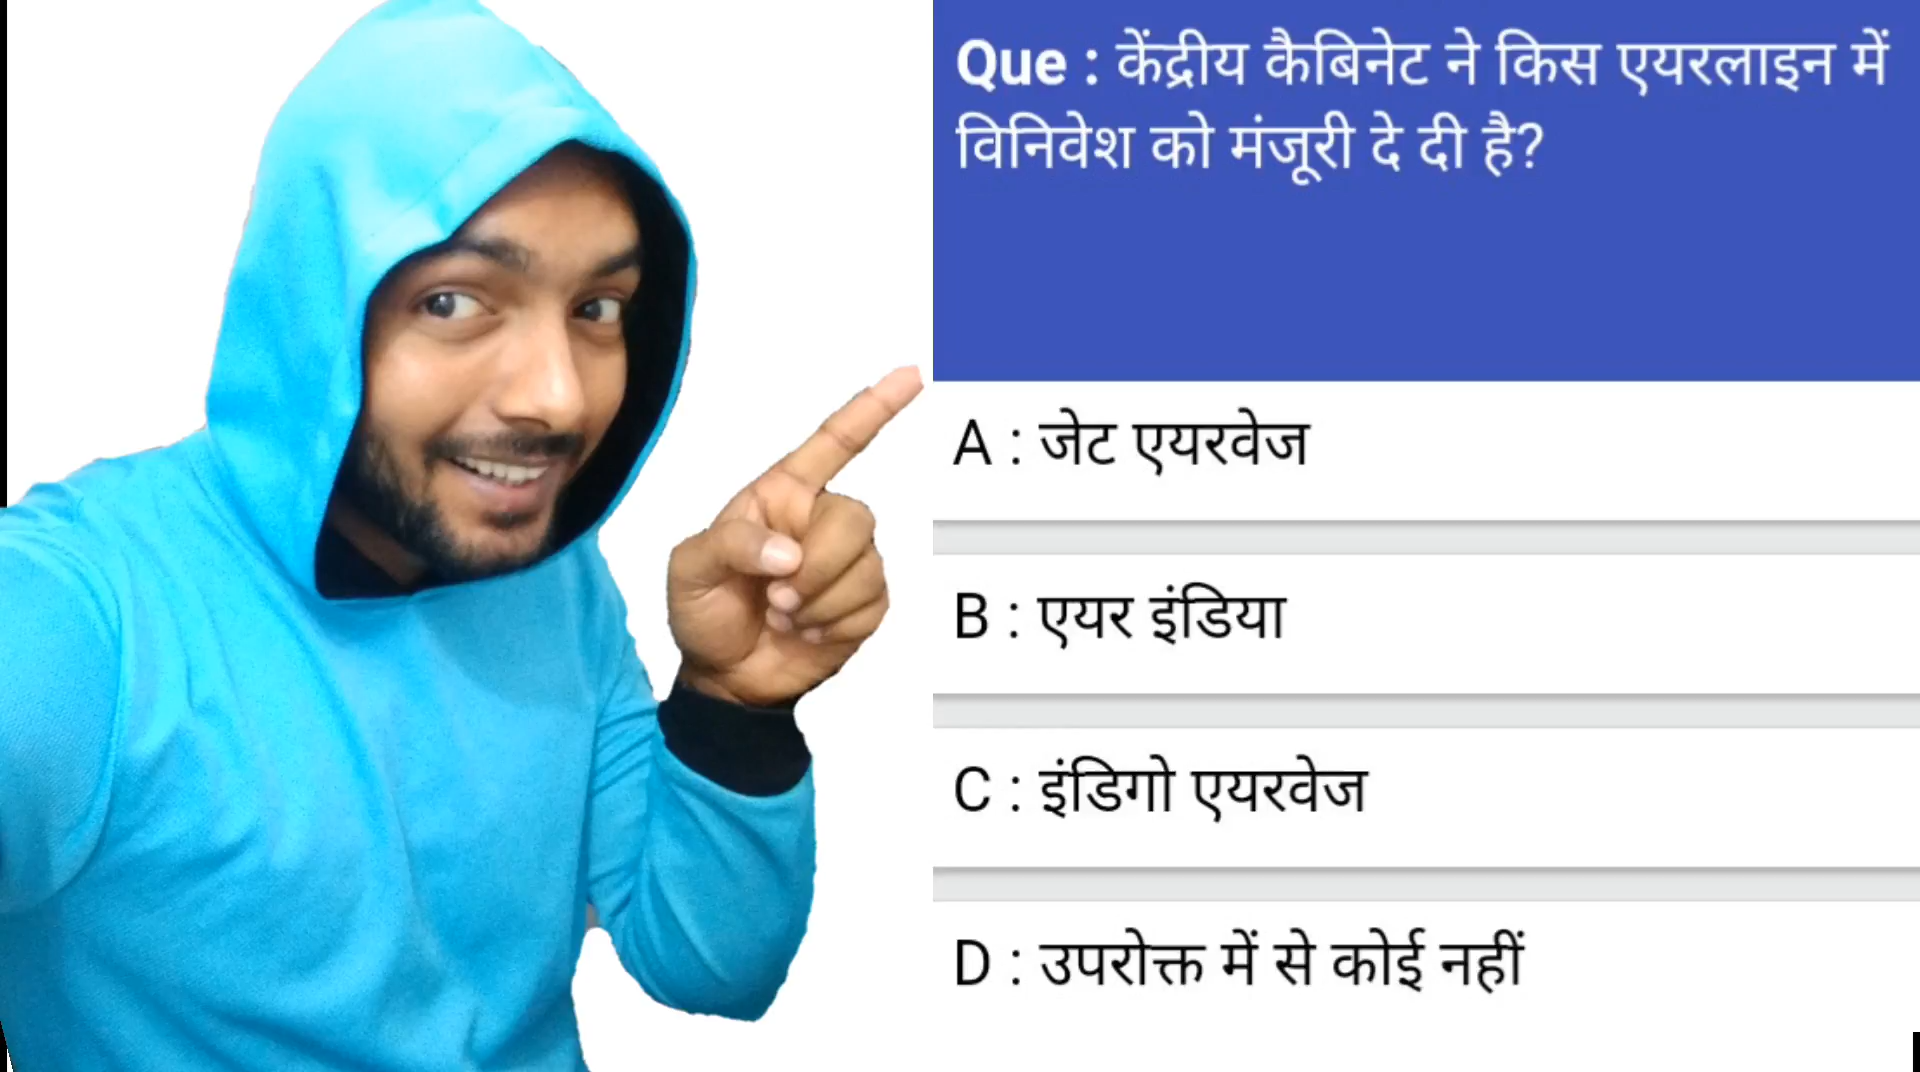 Que : केंद्रीय कैबिनेट ने किस एयरलाइन में
विनिवेश को मंजूरी दे दी है?
A : जेट एयरवेज
B : एयर इंडिया
C : इंडिगो एयरवेज
D : उपरोक्त में से कोई नहीं